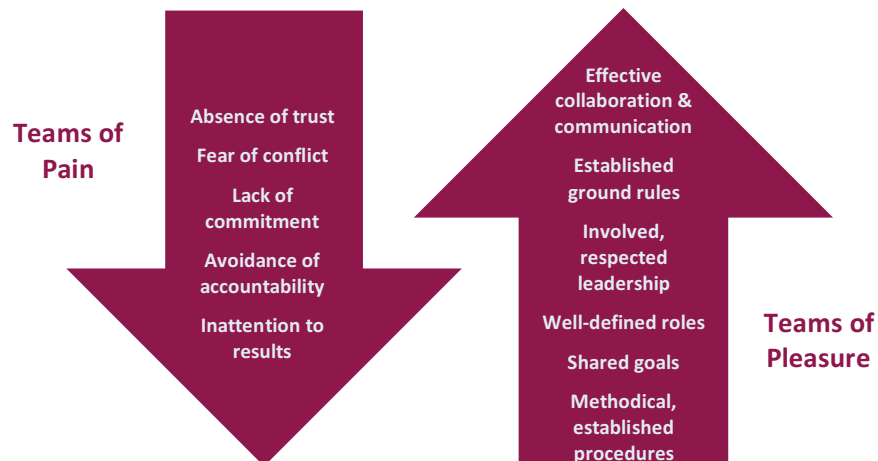 Teams of
Pain
Absence of trust
Fear of conflict
Lack of
commitment
Avoidance of
accountability
Inattention to
results
Effective
collaboration &
communication
Established
ground rules
Involved,
respected
leadership
Well-defined roles
Shared goals
Methodical,
established
procedures
Teams of
Pleasure